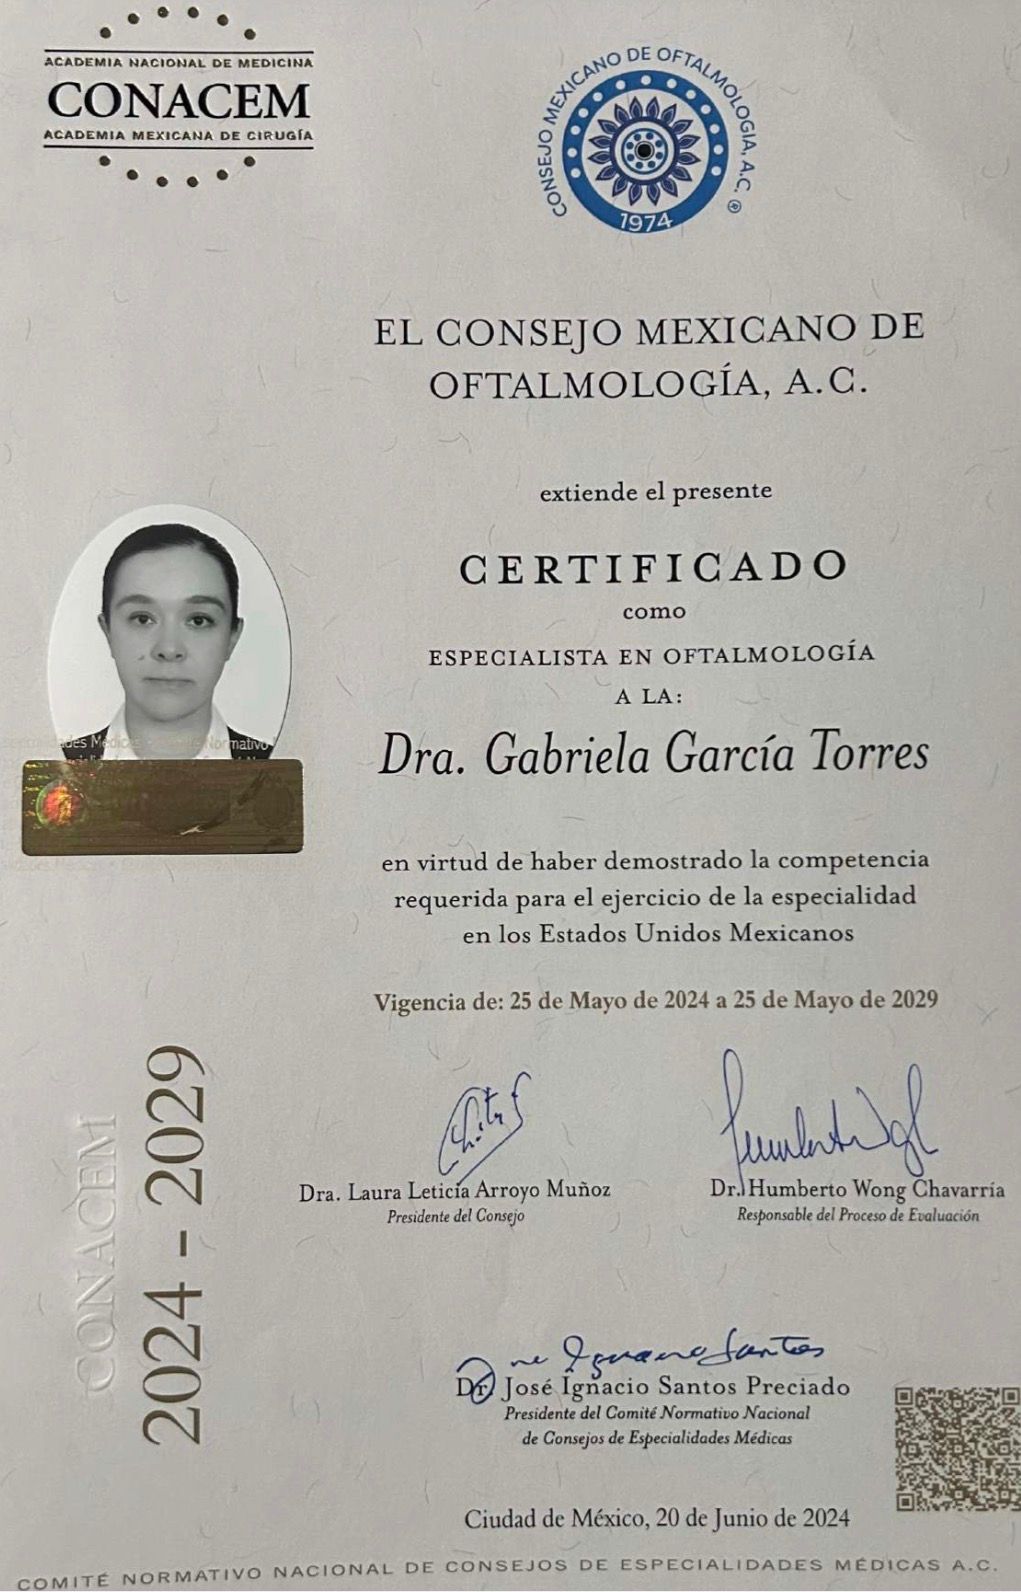 ACADEMIA NACIONAL DE MEDICINA
CONACEM
ACADEMIA MEXICANA DE CIRUGÍA
CONSEJO MEXICANO DE OFTALMOLOGIA, A.C. ®
1974
EL CONSEJO MEXICANO DE
OFTALMOLOGÍA, A.C.
extiende el presente
CERTIFICADO
como
ESPECIALISTA EN OFTALMOLOGÍA
A LA:
Dra. Gabriela García Torres
en virtud de haber demostrado la competencia
requerida para el ejercicio de la especialidad
en los Estados Unidos Mexicanos
Vigencia de: 25 de Mayo de 2024 a 25 de Mayo de 2029
Dra. Laura Leticia Arroyo Muñoz
Presidente del Consejo
Dr. Humberto Wong Chavarría
Responsable del Proceso de Evaluación
CONACEM
2024 - 2029
Dr. José Ignacio Santos Preciado
Presidente del Comité Normativo Nacional
de Consejos de Especialidades Médicas
Ciudad de México, 20 de Junio de 2024
COMITÉ NORMATIVO NACIONAL DE CONSEJOS DE ESPECIALIDADES MÉDICAS A.C.